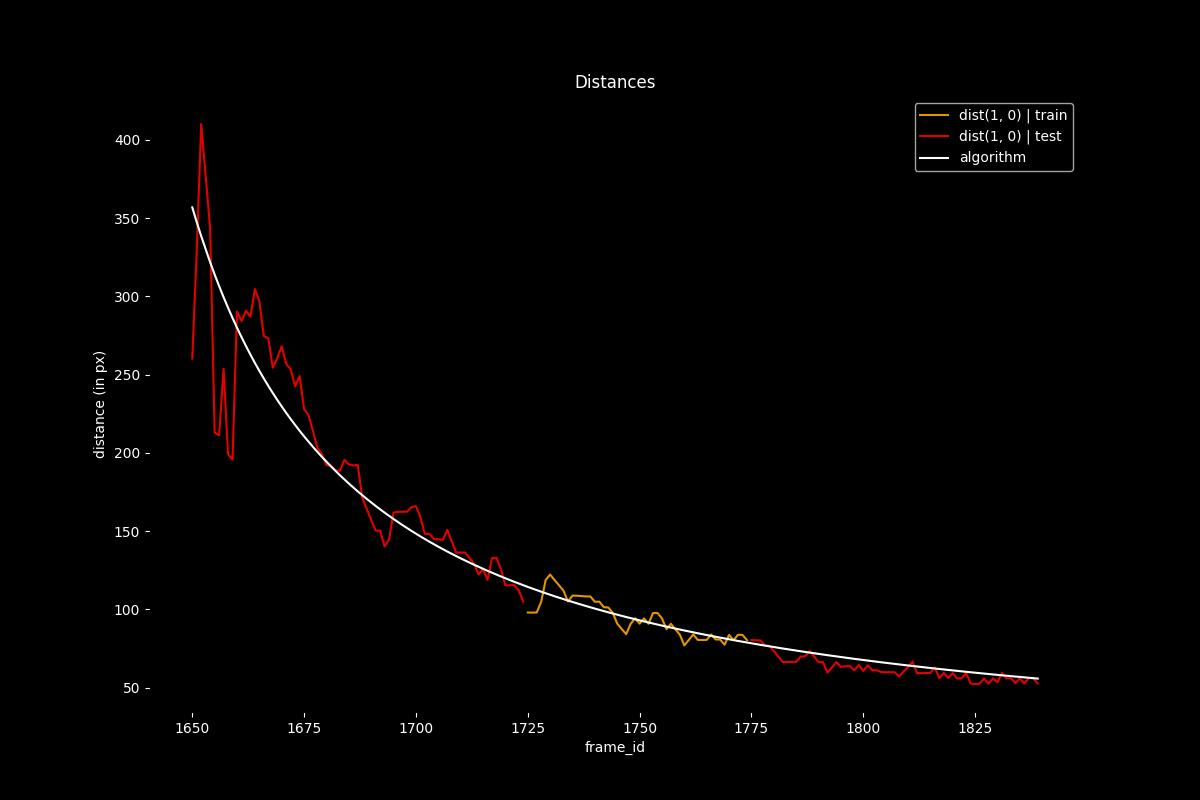 Distances
dist(1, 0) | train
dist(1, 0) | test
algorithm
400
350
300
250
200
150
100
50
distance (in px)
1650 1675 1700 1725 1750 1775 1800 1825
frame_id